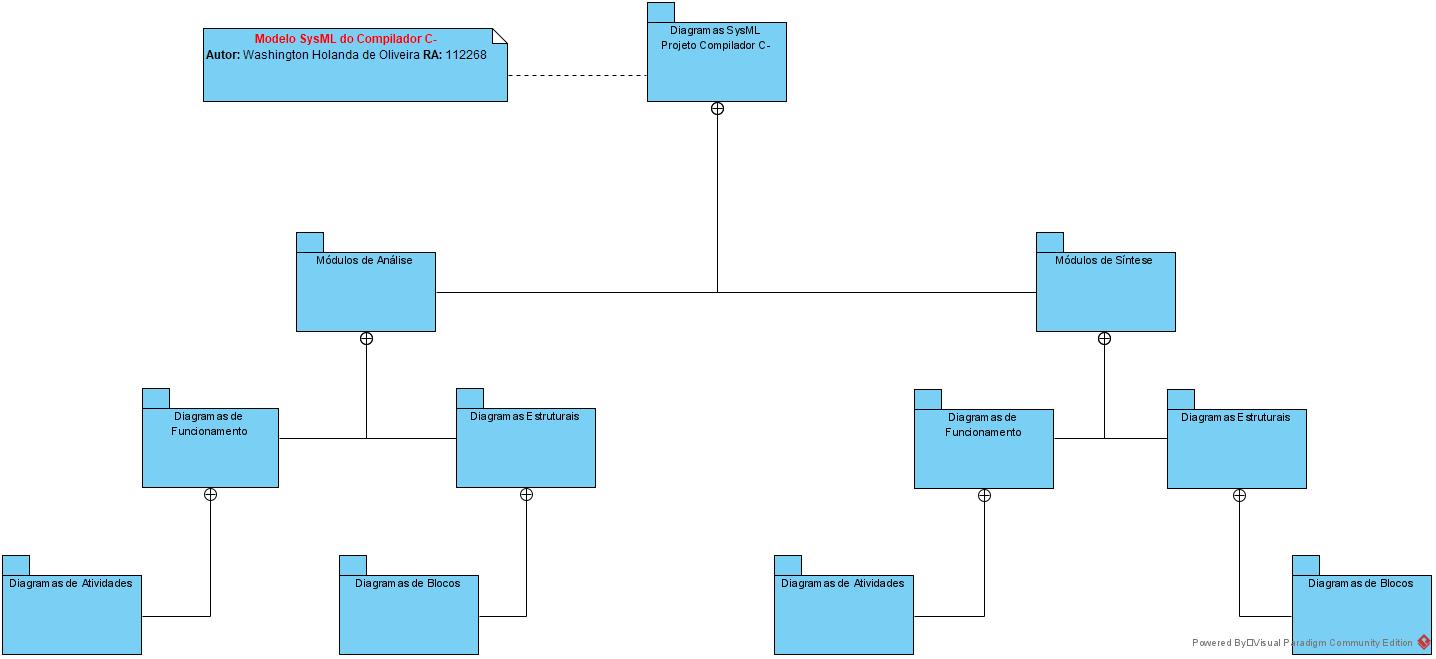 Modelo SysML do Compilador C-
Autor: Washington Holanda de Oliveira RA: 112268
Diagramas SysML
Projeto Compilador C-
Módulos de Análise
Módulos de Síntese
Diagramas de
Funcionamento
Diagramas Estruturais
Diagramas de
Funcionamento
Diagramas Estruturais
Diagramas de Atividades
Diagramas de Blocos
Diagramas de Atividades
Diagramas de Blocos
Powered By Visual Paradigm Community Edition